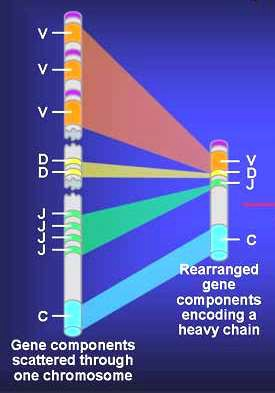 V
V
V
D
D
J
J
J
J
C
V
D
J
C
Gene components
scattered through
one chromosome
Rearranged
gene
components
encoding a
heavy chain